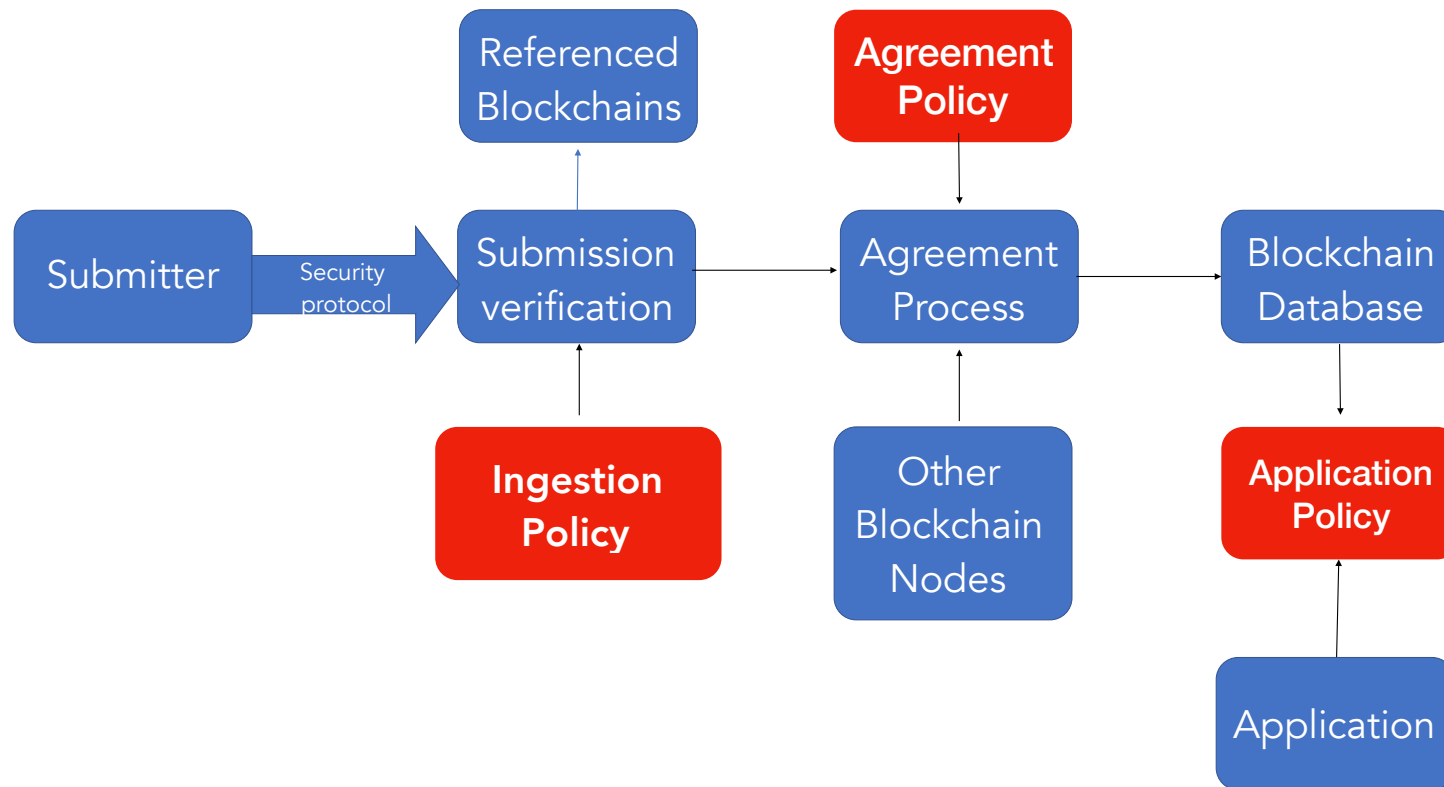 Referenced
Blockchains
Agreement
Policy
Submitter
Security
protocol
Submission
verification
Agreement
Process
Blockchain
Database
Ingestion
Policy
Other
Blockchain
Nodes
Application
Policy
Application